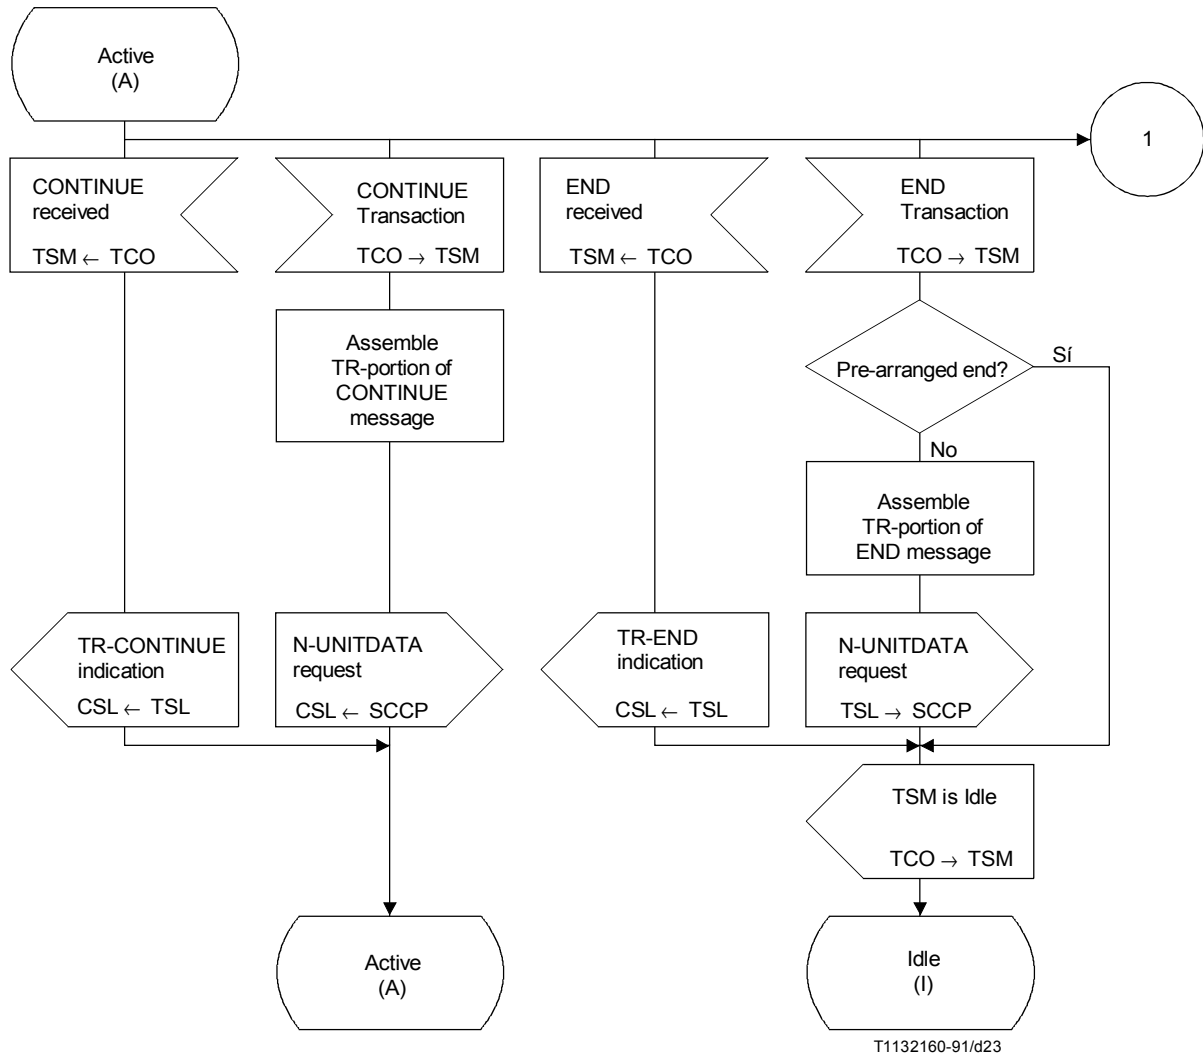 Active
(A)
1
CONTINUE
received
TSM ← TCO
CONTINUE
Transaction
TCO → TSM
END
received
TSM ← TCO
END
Transaction
TCO → TSM
Assemble
TR-portion of
CONTINUE
message
Pre-arranged end?
Sí
No
Assemble
TR-portion of
END message
TR-CONTINUE
indication
CSL ← TSL
N-UNITDATA
request
CSL ← SCCP
TR-END
indication
CSL ← TSL
N-UNITDATA
request
TSL → SCCP
TSM is Idle
TCO → TSM
Active
(A)
Idle
(I)
T1132160-91/d23